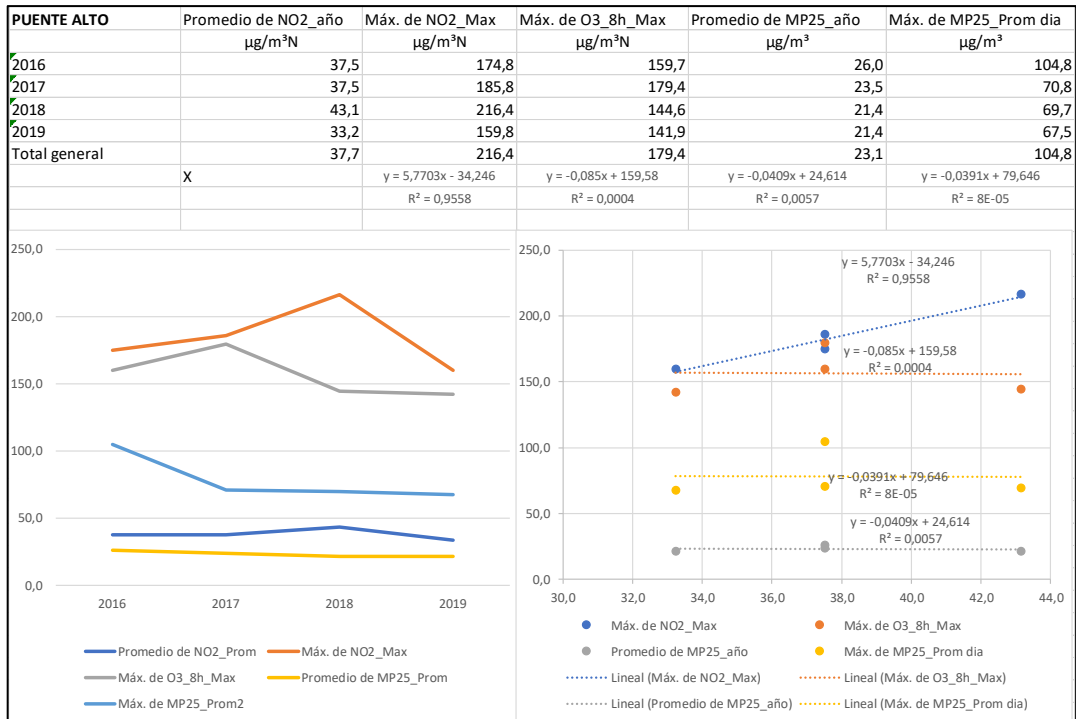 PUENTE ALTO Promedio de NO2_año Máx. de NO2_Max Máx. de O3_8h_Max Promedio de MP25_año Máx. de MP25_Prom dia
µg/m³N µg/m³N µg/m³N µg/m³ µg/m³
2016 37,5 174,8 159,7 26,0 104,8
2017 37,5 185,8 179,4 23,5 70,8
2018 43,1 216,4 144,6 21,4 69,7
2019 33,2 159,8 141,9 21,4 67,5
Total general 37,7 216,4 179,4 23,1 104,8
X y = 5,7703x - 34,246 y = -0,085x + 159,58 y = -0,0409x + 24,614 y = -0,0391x + 79,646
R² = 0,9558 R² = 0,0004 R² = 0,0057 R² = 8E-05
250,0
200,0
150,0
100,0
50,0
0,0
2016 2017 2018 2019
Promedio de NO2_Prom Máx. de NO2_Max
Máx. de O3_8h_Max Promedio de MP25_Prom
Máx. de MP25_Prom2
y = 5,7703x - 34,246
R² = 0,9558
y = -0,085x + 159,58
R² = 0,0004
y = -0,0391x + 79,646
R² = 8E-05
y = -0,0409x + 24,614
R² = 0,0057
250,0
200,0
150,0
100,0
50,0
0,0
30,0 32,0 34,0 36,0 38,0 40,0 42,0 44,0
Máx. de NO2_Max Máx. de O3_8h_Max
Promedio de MP25_año Máx. de MP25_Prom dia
Lineal (Máx. de NO2_Max) Lineal (Máx. de O3_8h_Max)
Lineal (Promedio de MP25_año) Lineal (Máx. de MP25_Prom dia)